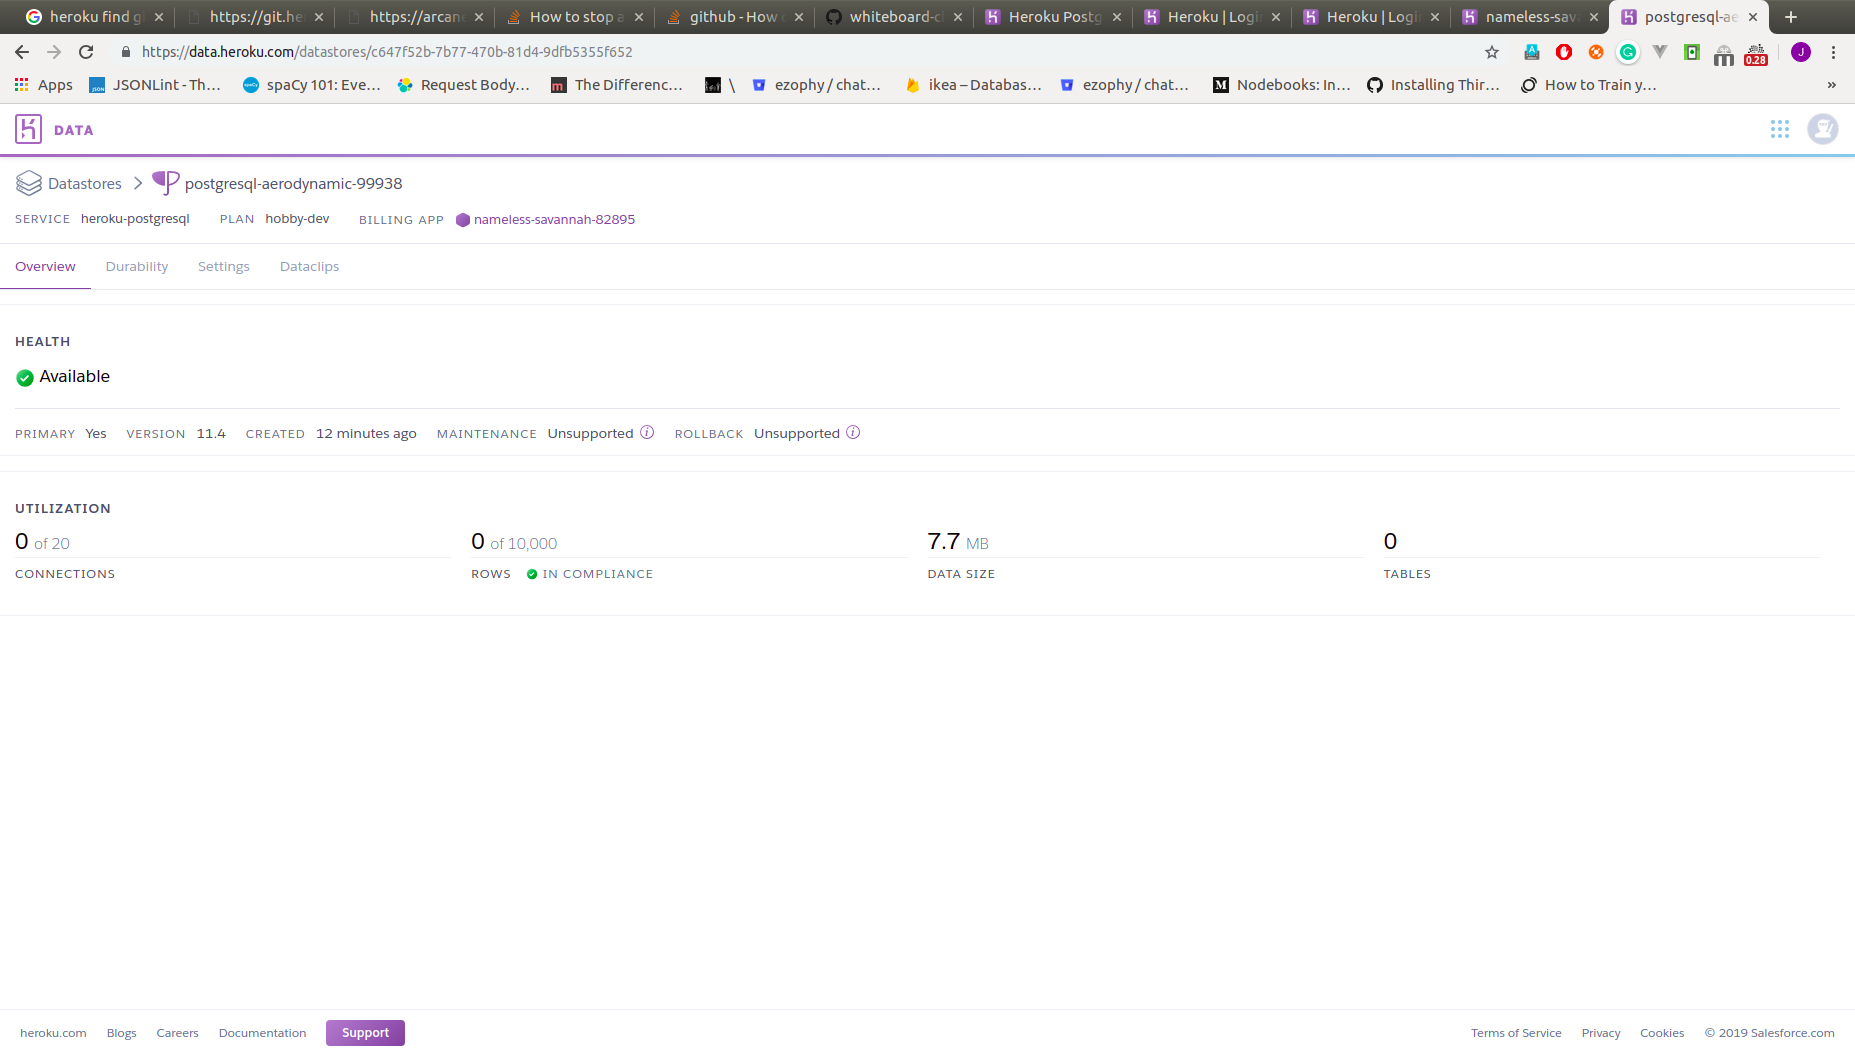 heroku find g
https://git.he
https://arcan
How to stop a
github - How
whiteboard-c
Heroku Postg
Heroku | Logi
Heroku | Logi
nameless-sav
postgresql-ae
https://data.heroku.com/datastores/c647f52b-7b77-470b-81d4-9dfb5355f652
0.28
J
Apps
JSONLint - Th...
spaCy 101: Eve...
Request Body...
The Differenc...
\
ezophy / chat...
ikea – Databas...
ezophy / chat...
Nodebooks: In...
Installing Thir...
How to Train y...
»
DATA
Datastores
postgresql-aerodynamic-99938
SERVICE heroku-postgresql PLAN hobby-dev BILLING APP nameless-savannah-82895
Overview Durability Settings Dataclips
HEALTH
Available
PRIMARY Yes VERSION 11.4 CREATED 12 minutes ago MAINTENANCE Unsupported ROLLBACK Unsupported
UTILIZATION
0 of 20
CONNECTIONS
0 of 10,000
ROWS IN COMPLIANCE
7.7 MB
DATA SIZE
0
TABLES
heroku.com Blogs Careers Documentation Support
Terms of Service Privacy Cookies © 2019 Salesforce.com